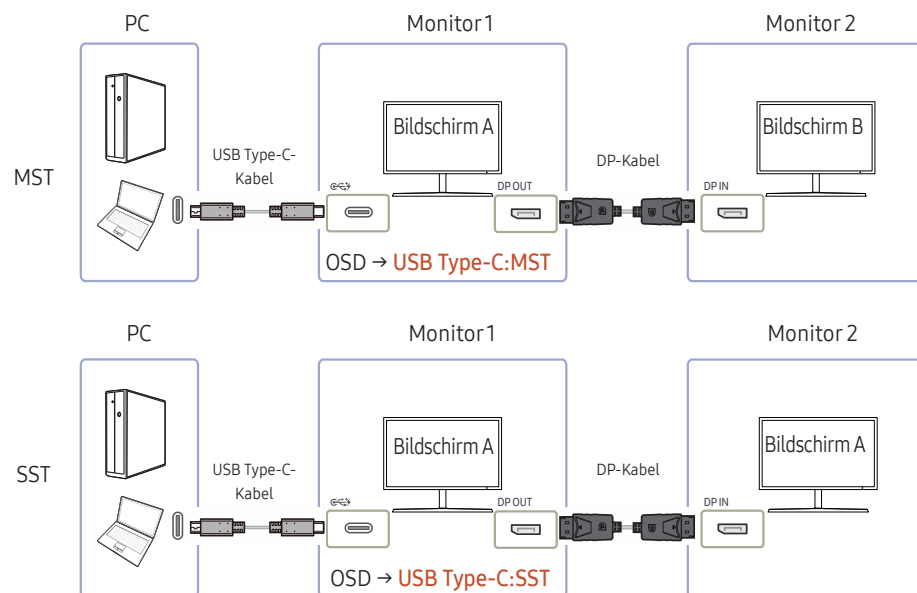 PC Monitor 1 Monitor 2
MST
USB Type-C-
Kabel
Bildschirm A
DP OUT
DP-Kabel
DP IN
Bildschirm B
OSD → USB Type-C:MST
PC Monitor 1 Monitor 2
SST
USB Type-C-
Kabel
Bildschirm A
DP OUT
DP-Kabel
DP IN
Bildschirm A
OSD → USB Type-C:SST